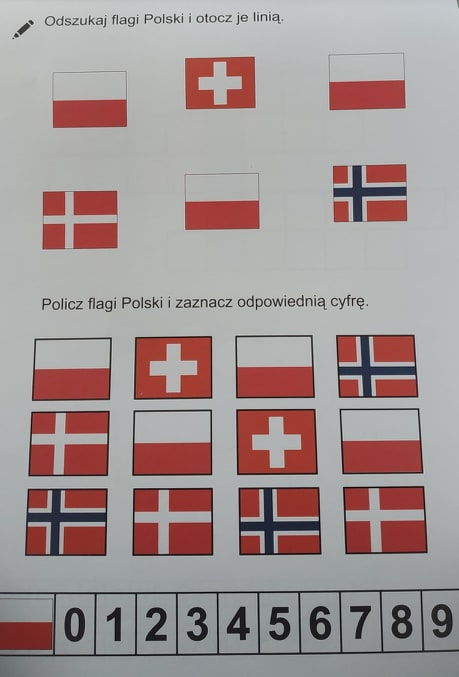 Odszukaj flagi Polski i otocz je linią.
Policz flagi Polski i zaznacz odpowiednią cyfrę.
0 1 2 3 4 5 6 7 8 9